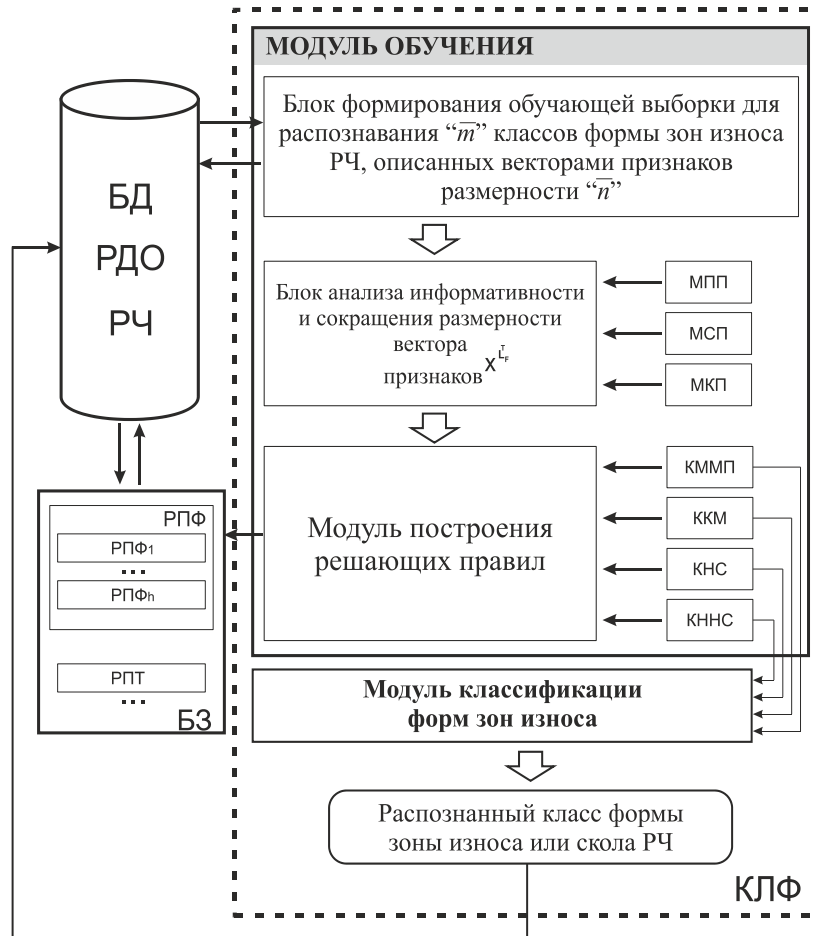 МОДУЛЬ ОБУЧЕНИЯ
Блок формирования обучающей выборки для
распознавания “m̅” классов формы зон износа
РЧ, описанных векторами признаков
размерности “n̅”
БД
РДО
РЧ
Блок анализа информативности
и сокращения размерности
вектора
признаков X^{L_F^T}
МПП
МСП
МКП
Модуль построения
решающих правил
КММП
ККМ
КНС
КННС
РПФ
РПФ1
...
РПФh
РПТ
...
БЗ
Модуль классификации
форм зон износа
Распознанный класс формы
зоны износа или скола РЧ
КЛФ